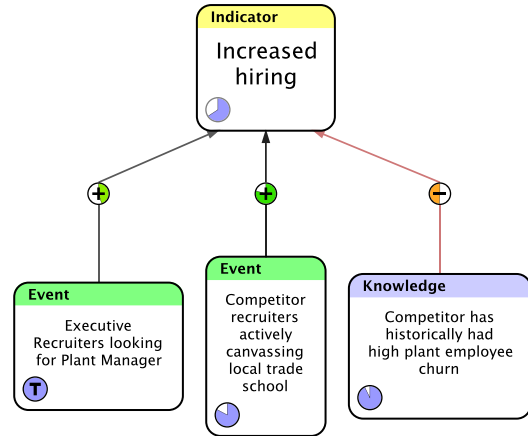 Indicator
Increased
hiring
+
+
−
Event
Executive
Recruiters looking
for Plant Manager
T
Event
Competitor
recruiters
actively
canvassing
local trade
school
Knowledge
Competitor has
historically had
high plant employee
churn